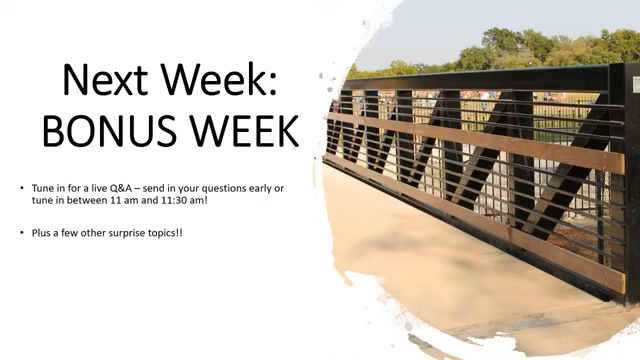 Next Week:
BONUS WEEK
• Tune in for a live Q&A – send in your questions early or
tune in between 11 am and 11:30 am!
• Plus a few other surprise topics!!